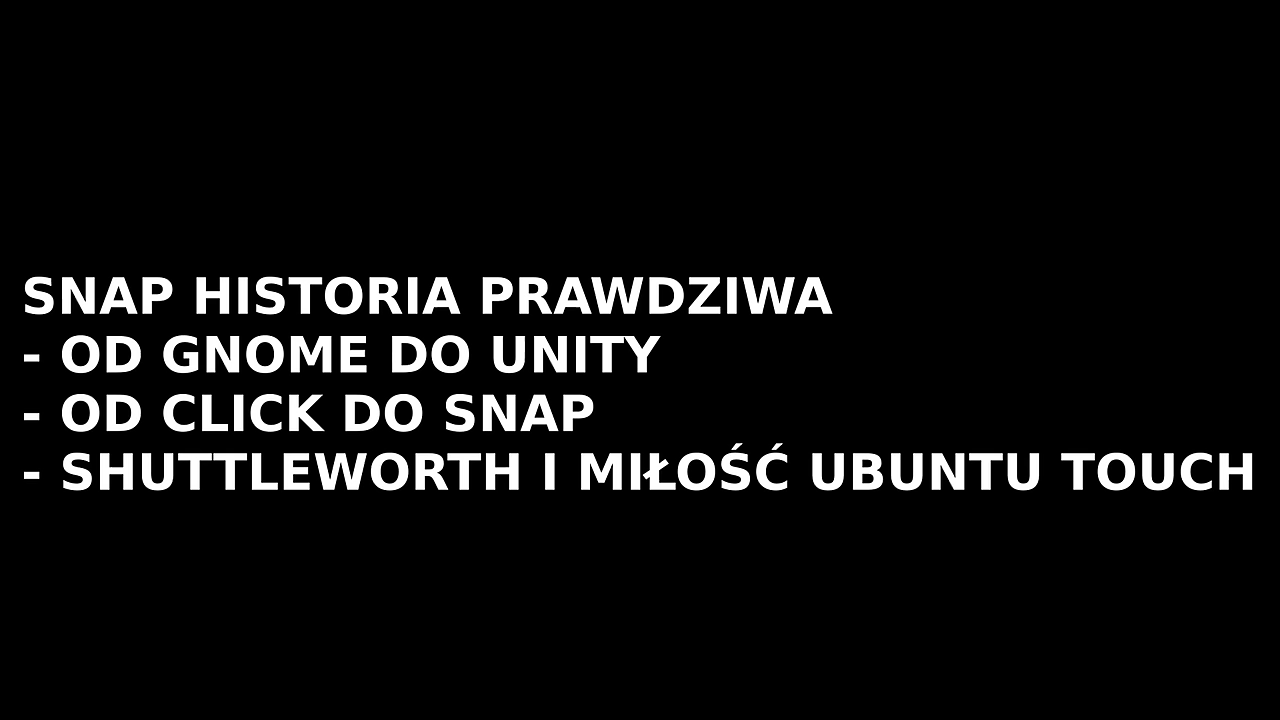 SNAP HISTORIA PRAWDZIWA
- OD GNOME DO UNITY
- OD CLICK DO SNAP
- SHUTTLEWORTH I MIŁOŚĆ UBUNTU TOUCH